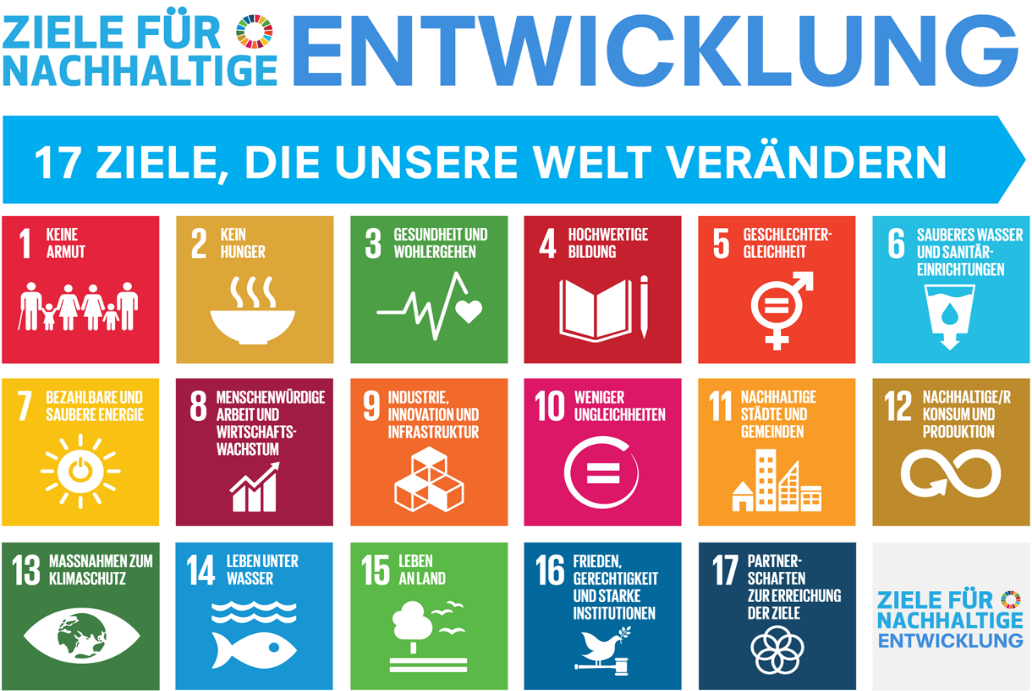 ZIELE FÜR
NACHHALTIGE
ENTWICKLUNG
17 ZIELE, DIE UNSERE WELT VERÄNDERN
1 KEINE
ARMUT
2 KEIN
HUNGER
3 GESUNDHEIT UND
WOHLERGEHEN
4 HOCHWERTIGE
BILDUNG
5 GESCHLECHTER-
GLEICHHEIT
6 SAUBERES WASSER
UND SANITÄR-
EINRICHTUNGEN
7 BEZAHLBARE UND
SAUBERE ENERGIE
8 MENSCHENWÜRDIGE
ARBEIT UND
WIRTSCHAFTS-
WACHSTUM
9 INDUSTRIE,
INNOVATION UND
INFRASTRUKTUR
10 WENIGER
UNGLEICHHEITEN
11 NACHHALTIGE
STÄDTE UND
GEMEINDEN
12 NACHHALTIGE/R
KONSUM UND
PRODUKTION
13 MASSNAHMEN ZUM
KLIMASCHUTZ
14 LEBEN UNTER
WASSER
15 LEBEN
AN LAND
16 FRIEDEN,
GERECHTIGKEIT
UND STARKE
INSTITUTIONEN
17 PARTNER-
SCHAFTEN
ZUR ERREICHUNG
DER ZIELE
ZIELE FÜR
NACHHALTIGE
ENTWICKLUNG